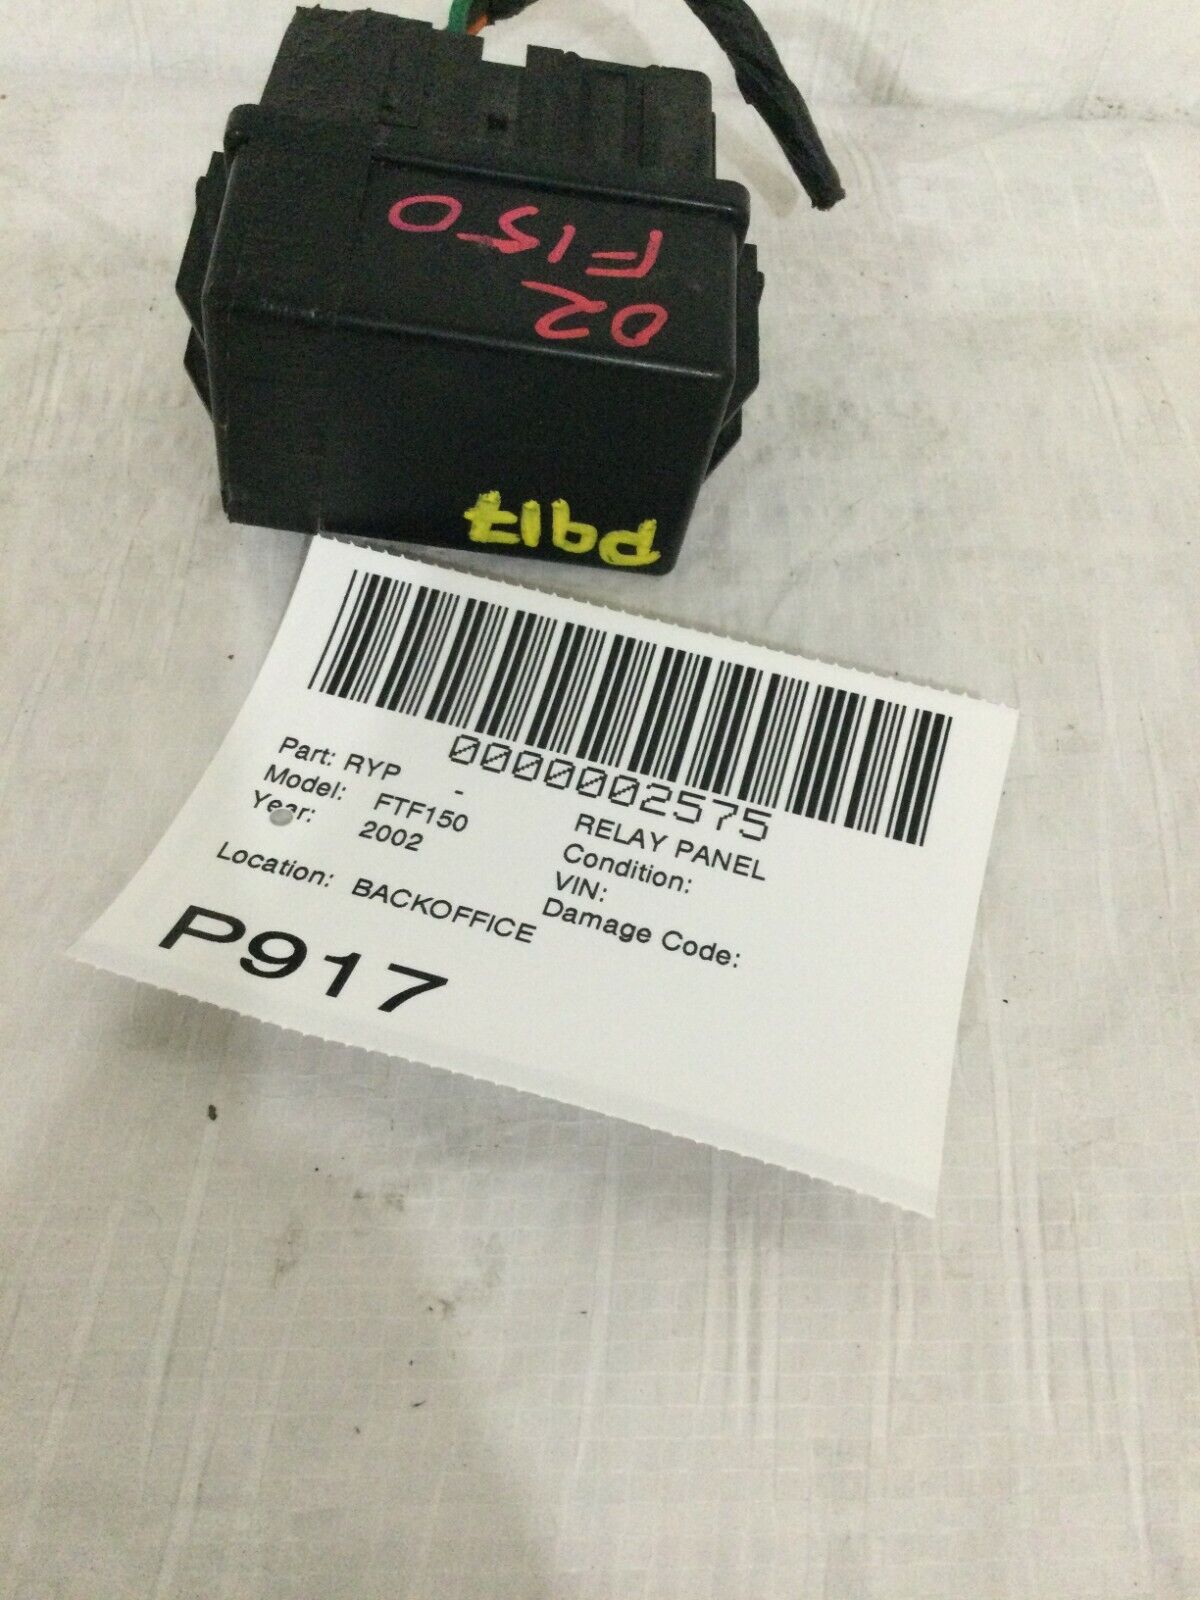 02
F150
P917
0000002575
Part: RYP - RELAY PANEL
Model: FTF150 Condition:
Year: 2002 VIN:
Damage Code:
Location: BACKOFFICE
P917